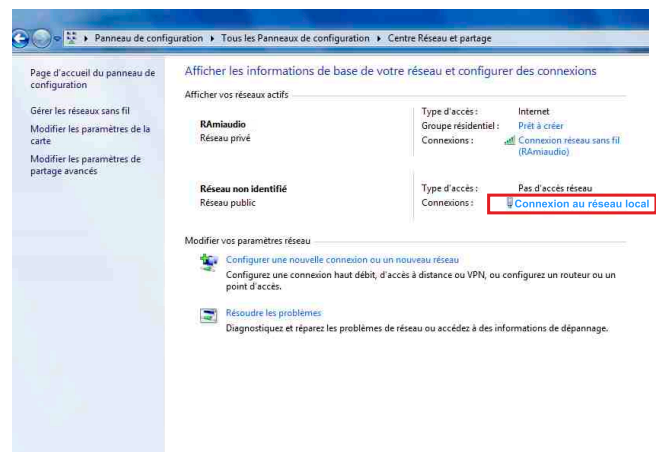 Panneau de configuration ▸ Tous les Panneaux de configuration ▸ Centre Réseau et partage
Page d'accueil du panneau de
configuration
Gérer les réseaux sans fil
Modifier les paramètres de la
carte
Modifier les paramètres de
partage avancés
Afficher les informations de base de votre réseau et configurer des connexions
Afficher vos réseaux actifs
RAmiaudio
Réseau privé
Type d'accès : Internet
Groupe résidentiel : Prêt à créer
Connexions : Connexion réseau sans fil
(RAmiaudio)
Réseau non identifié
Réseau public
Type d'accès : Pas d'accès réseau
Connexions : Connexion au réseau local
Modifier vos paramètres réseau
Configurer une nouvelle connexion ou un nouveau réseau
Configurez une connexion haut débit, d'accès à distance ou VPN, ou configurez un routeur ou un
point d'accès.
Résoudre les problèmes
Diagnostiquez et réparez les problèmes de réseau ou accédez à des informations de dépannage.